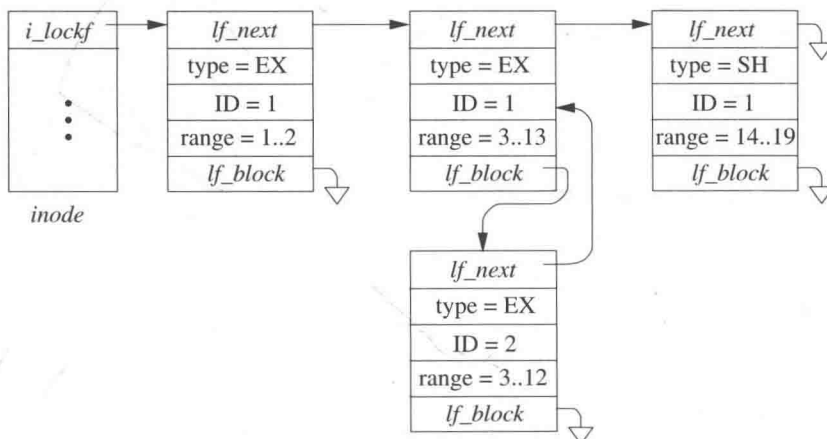 i_lockf
inode
lf_next
type = EX
ID = 1
range = 1..2
lf_block
lf_next
type = EX
ID = 1
range = 3..13
lf_block
lf_next
type = SH
ID = 1
range = 14..19
lf_block
lf_next
type = EX
ID = 2
range = 3..12
lf_block